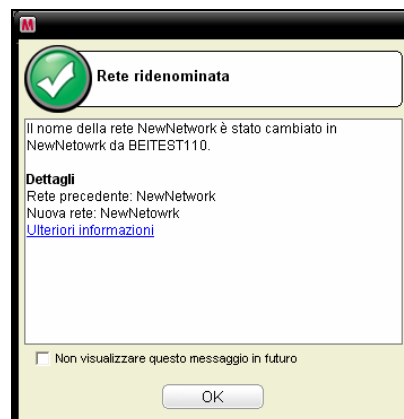 M
Rete ridenominata
Il nome della rete NewNetwork è stato cambiato in
NewNetowrk da BEITEST110.
Dettagli
Rete precedente: NewNetwork
Nuova rete: NewNetowrk
Ulteriori informazioni
Non visualizzare questo messaggio in futuro
OK